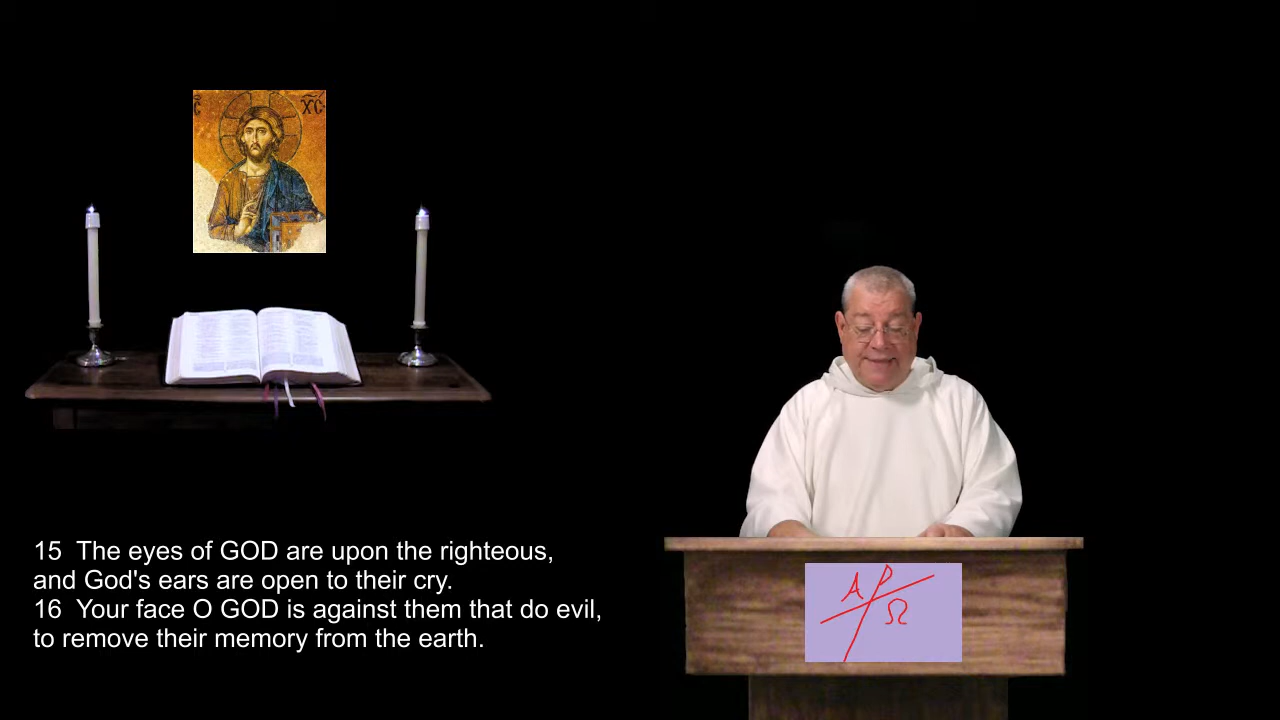 XC
15 The eyes of GOD are upon the righteous,
and God's ears are open to their cry.
16 Your face O GOD is against them that do evil,
to remove their memory from the earth.
A P
Ω